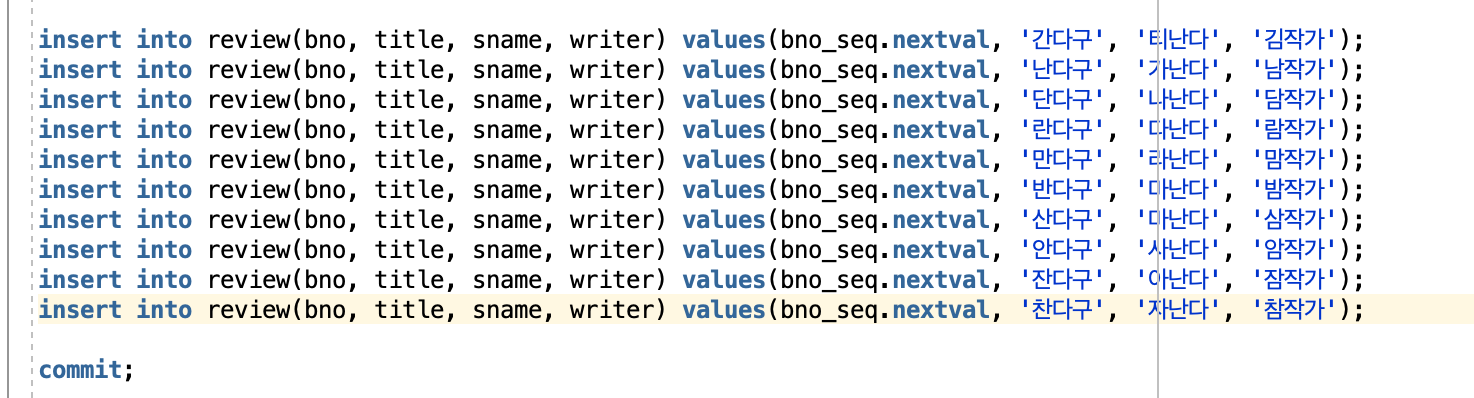 insert into review(bno, title, sname, writer) values(bno_seq.nextval, '간다구', '티난다', '김작가');
insert into review(bno, title, sname, writer) values(bno_seq.nextval, '난다구', '가난다', '남작가');
insert into review(bno, title, sname, writer) values(bno_seq.nextval, '단다구', '나난다', '담작가');
insert into review(bno, title, sname, writer) values(bno_seq.nextval, '란다구', '다난다', '람작가');
insert into review(bno, title, sname, writer) values(bno_seq.nextval, '만다구', '라난다', '맘작가');
insert into review(bno, title, sname, writer) values(bno_seq.nextval, '반다구', '마난다', '밤작가');
insert into review(bno, title, sname, writer) values(bno_seq.nextval, '산다구', '마난다', '삼작가');
insert into review(bno, title, sname, writer) values(bno_seq.nextval, '안다구', '사난다', '암작가');
insert into review(bno, title, sname, writer) values(bno_seq.nextval, '잔다구', '아난다', '잠작가');
insert into review(bno, title, sname, writer) values(bno_seq.nextval, '찬다구', '자난다', '참작가');
commit;